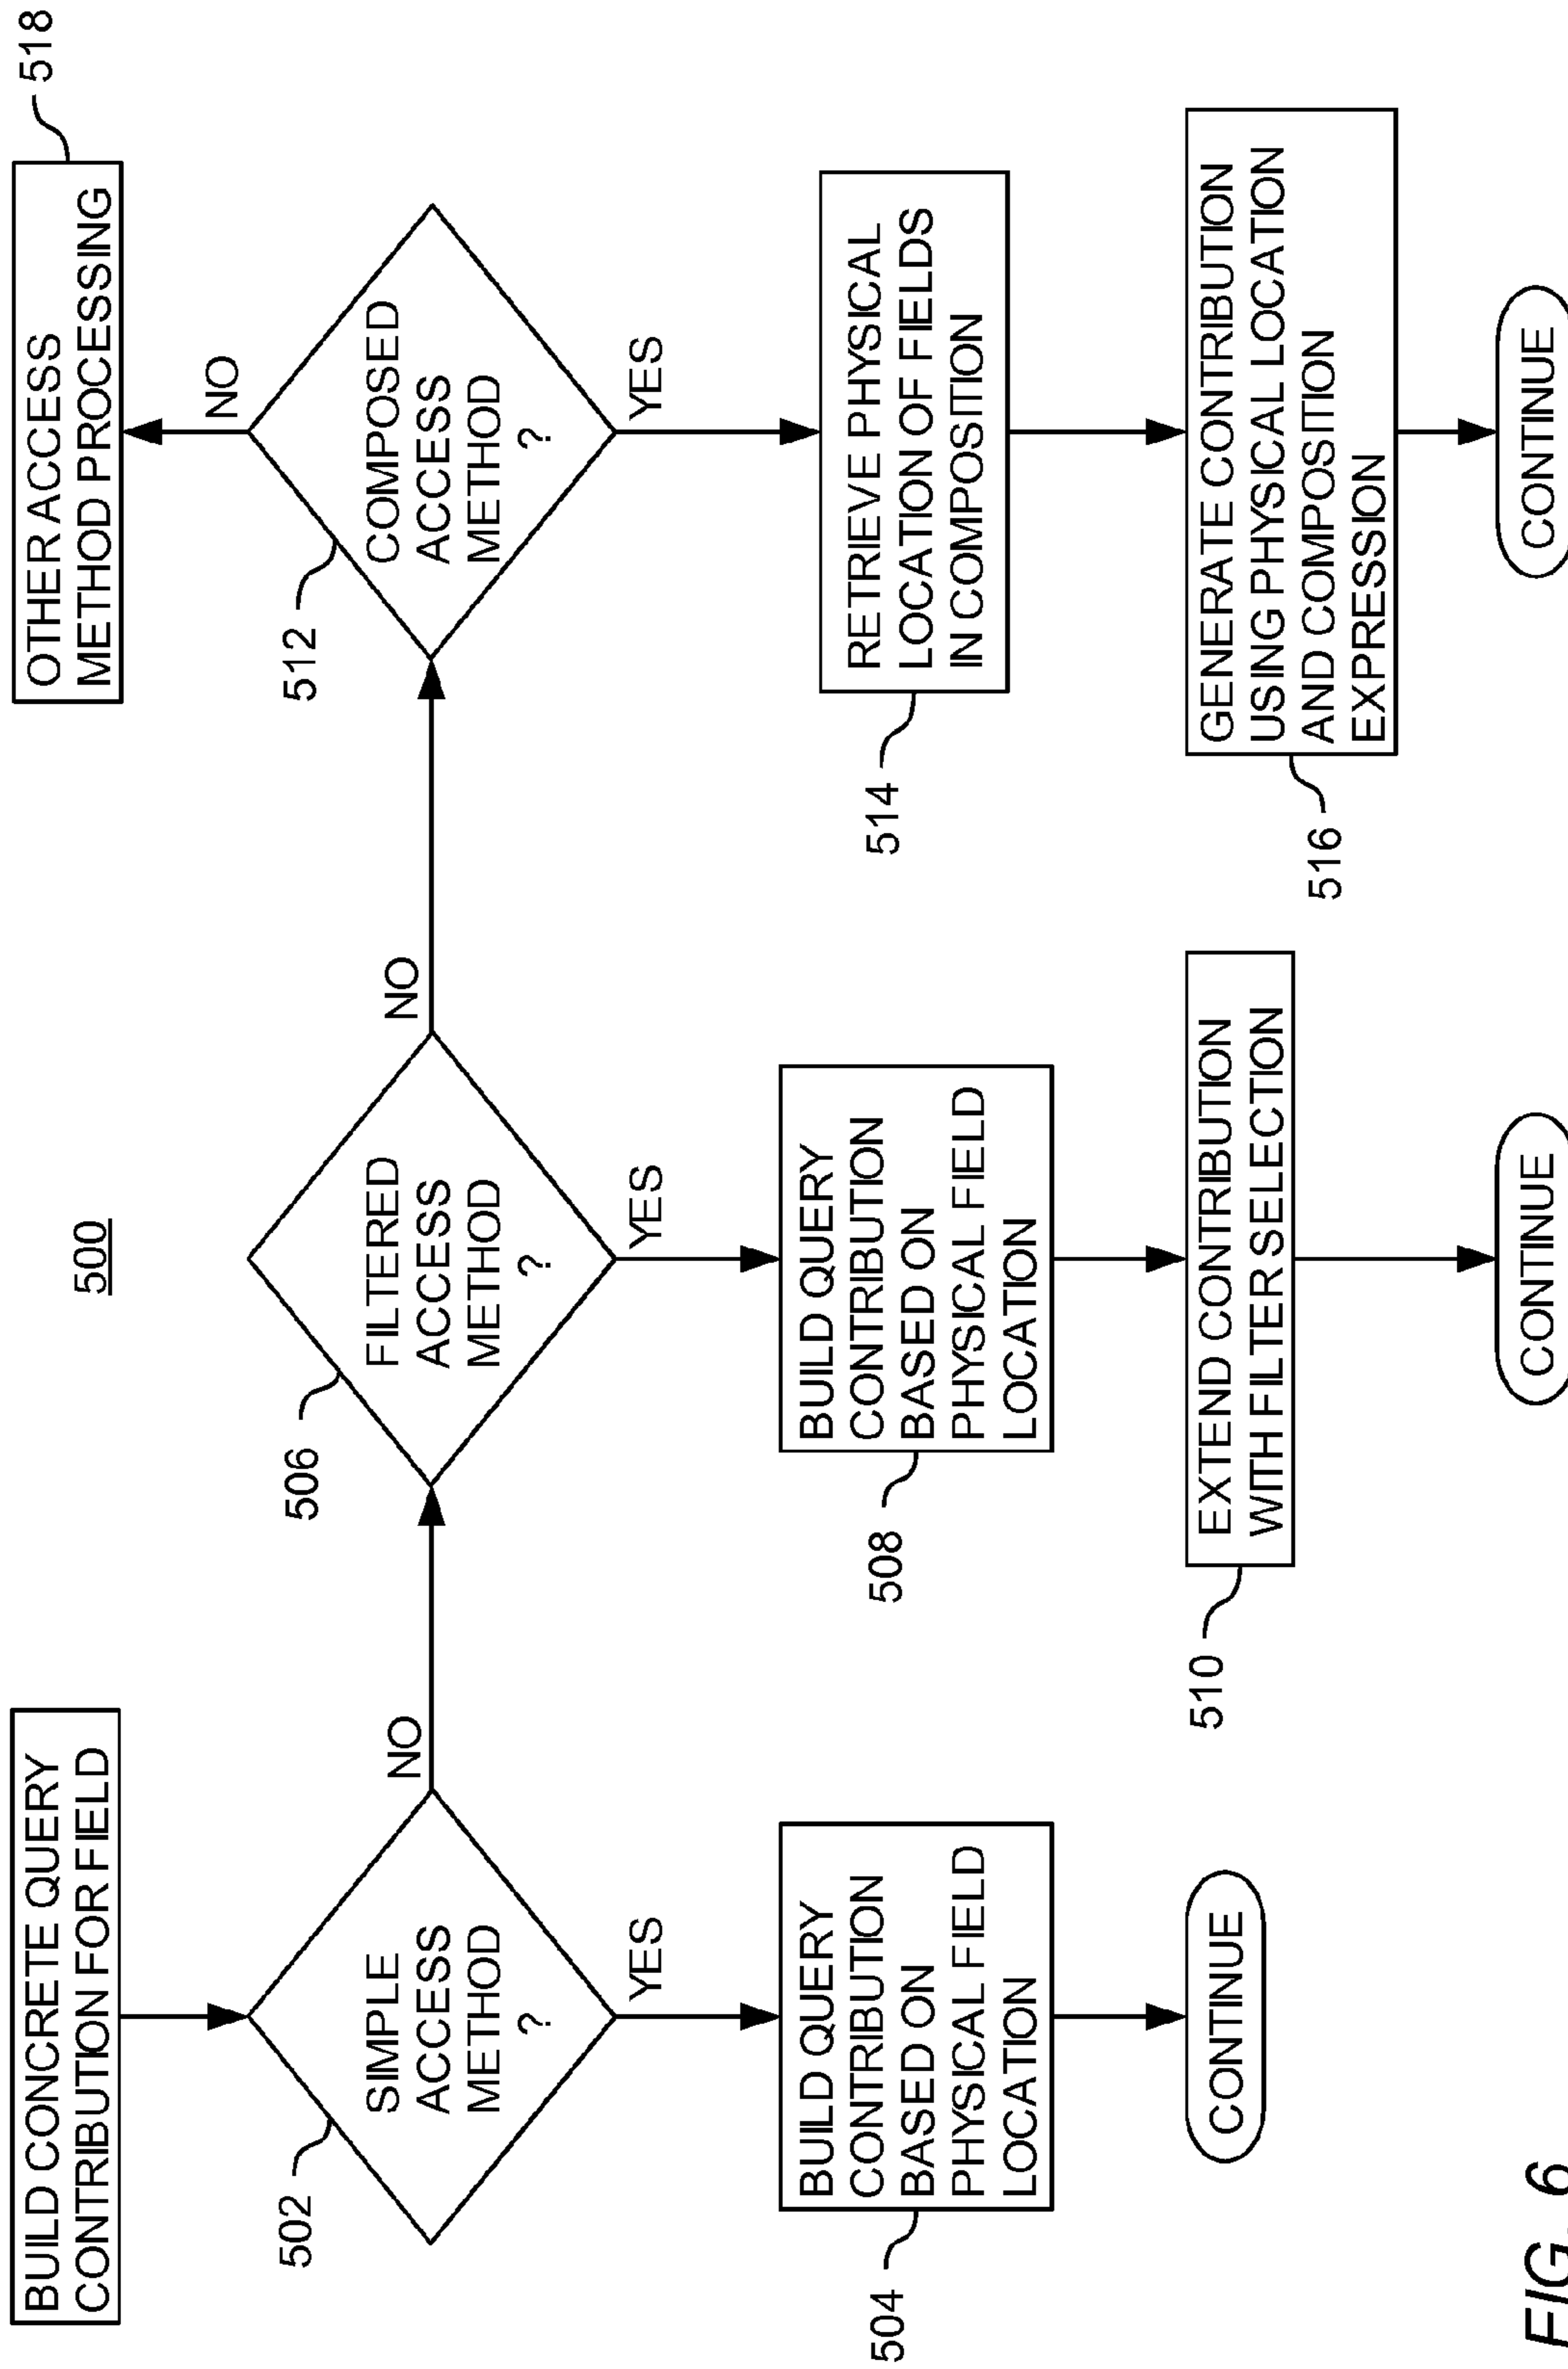 500
BUILD CONCRETE QUERY
CONTRIBUTION FOR FIELD
502
SIMPLE
ACCESS
METHOD
?
NO
YES
504
BUILD QUERY
CONTRIBUTION
BASED ON
PHYSICAL FIELD
LOCATION
CONTINUE
506
FILTERED
ACCESS
METHOD
?
NO
YES
508
BUILD QUERY
CONTRIBUTION
BASED ON
PHYSICAL FIELD
LOCATION
510
EXTEND CONTRIBUTION
WITH FILTER SELECTION
CONTINUE
518
OTHER ACCESS
METHOD PROCESSING
NO
512
COMPOSED
ACCESS
METHOD
?
YES
514
RETRIEVE PHYSICAL
LOCATION OF FIELDS
IN COMPOSITION
516
GENERATE CONTRIBUTION
USING PHYSICAL LOCATION
AND COMPOSITION
EXPRESSION
CONTINUE
FIG. 6